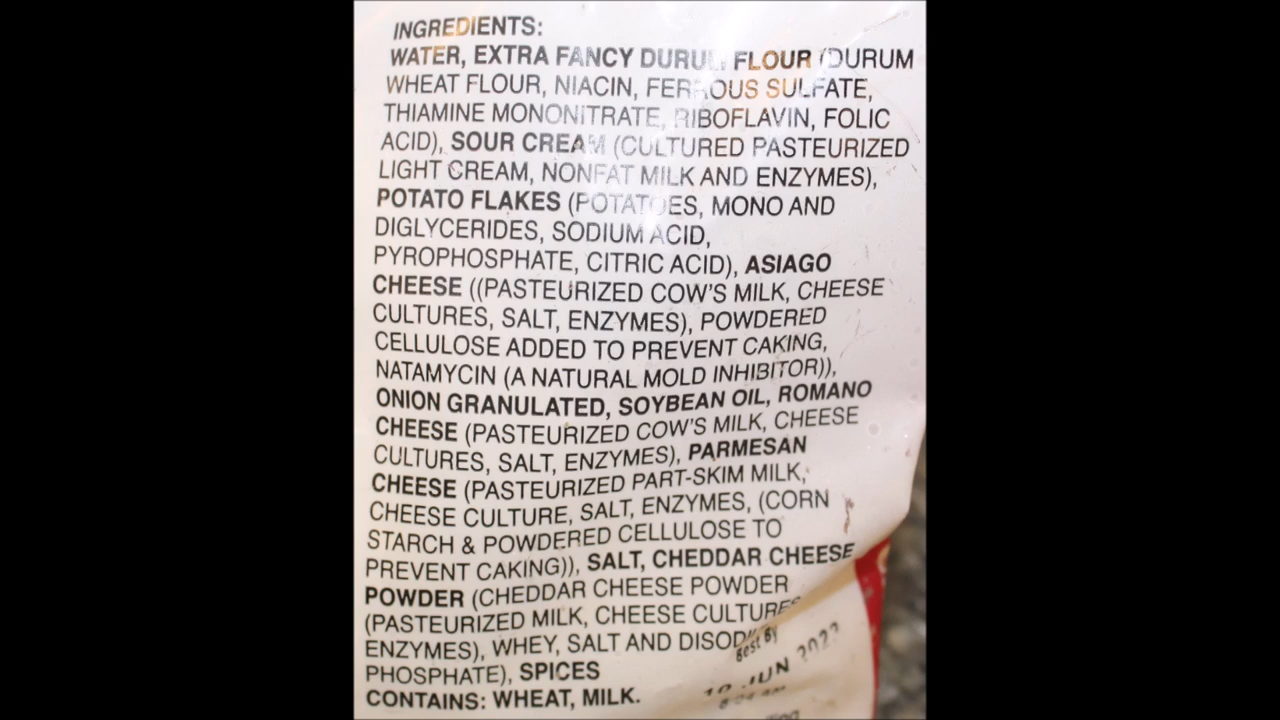 INGREDIENTS:
WATER, EXTRA FANCY DURUM FLOUR (DURUM
WHEAT FLOUR, NIACIN, FERROUS SULFATE,
THIAMINE MONONITRATE, RIBOFLAVIN, FOLIC
ACID), SOUR CREAM (CULTURED PASTEURIZED
LIGHT CREAM, NONFAT MILK AND ENZYMES),
POTATO FLAKES (POTATOES, MONO AND
DIGLYCERIDES, SODIUM ACID,
PYROPHOSPHATE, CITRIC ACID), ASIAGO
CHEESE ((PASTEURIZED COW'S MILK, CHEESE
CULTURES, SALT, ENZYMES), POWDERED
CELLULOSE ADDED TO PREVENT CAKING,
NATAMYCIN (A NATURAL MOLD INHIBITOR)),
ONION GRANULATED, SOYBEAN OIL, ROMANO
CHEESE (PASTEURIZED COW'S MILK, CHEESE
CULTURES, SALT, ENZYMES), PARMESAN
CHEESE (PASTEURIZED PART-SKIM MILK,
CHEESE CULTURE, SALT, ENZYMES, (CORN
STARCH & POWDERED CELLULOSE TO
PREVENT CAKING)), SALT, CHEDDAR CHEESE
POWDER (CHEDDAR CHEESE POWDER
(PASTEURIZED MILK, CHEESE CULTURES
ENZYMES), WHEY, SALT AND
PHOSPHATE), SPICES
CONTAINS: WHEAT, MILK.
Best By
10 JUN